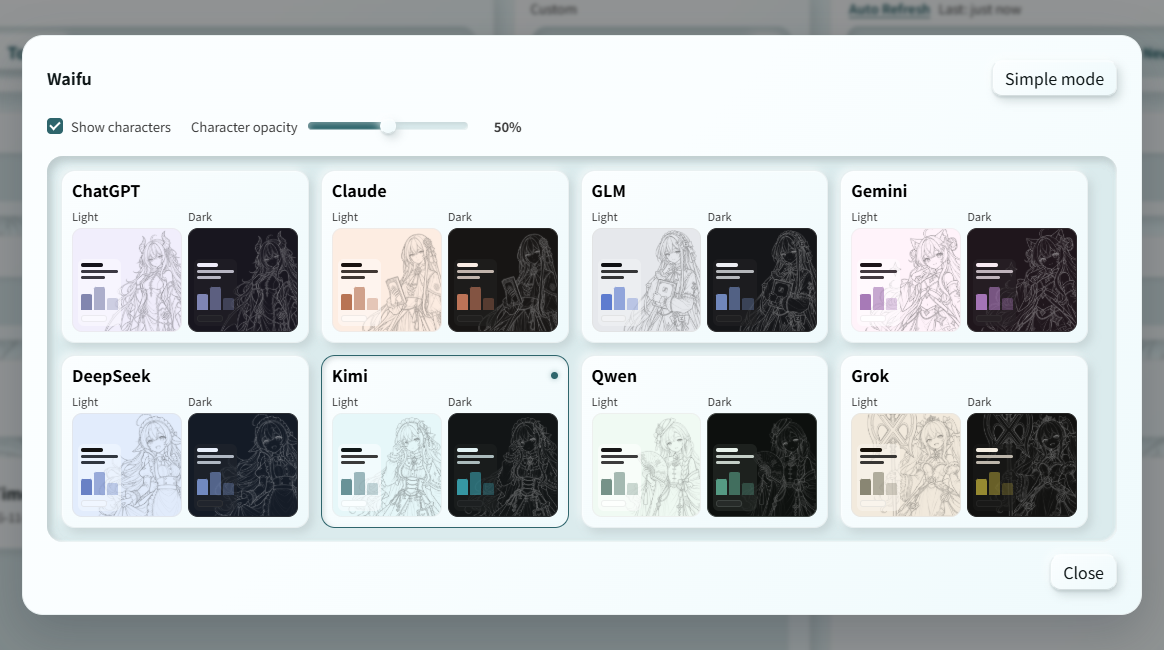 Custom
Auto Refresh Last: just now
Waifu
Simple mode
Show characters Character opacity 50%
ChatGPT
Light Dark
Claude
Light Dark
GLM
Light Dark
Gemini
Light Dark
DeepSeek
Light Dark
Kimi
Light Dark
Qwen
Light Dark
Grok
Light Dark
Close